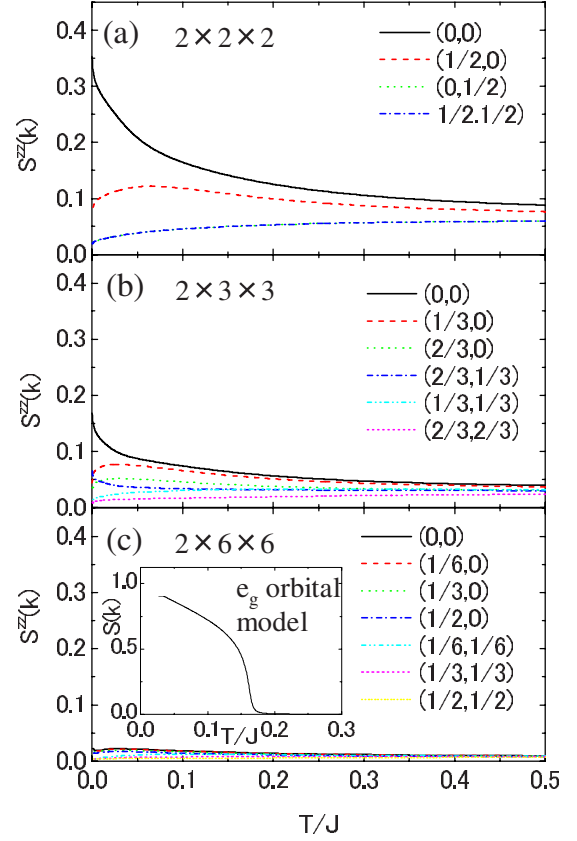 (a) 2×2×2
(0,0)
(1/2,0)
(0,1/2)
1/2.1/2)
S^zz(k)
0.4
0.3
0.2
0.1
0.0
(b) 2×3×3
(0,0)
(1/3,0)
(2/3,0)
(2/3,1/3)
(1/3,1/3)
(2/3,2/3)
S^zz(k)
0.4
0.3
0.2
0.1
0.0
(c) 2×6×6
(0,0)
(1/6,0)
(1/3,0)
(1/2,0)
(1/6,1/6)
(1/3,1/3)
(1/2,1/2)
S^zz(k)
0.4
0.3
0.2
0.1
0.0
e_g orbital
model
S(k)
1.0
0.5
0.0
0.0 0.1 0.2 0.3
T/J
0.0 0.1 0.2 0.3 0.4 0.5
T/J